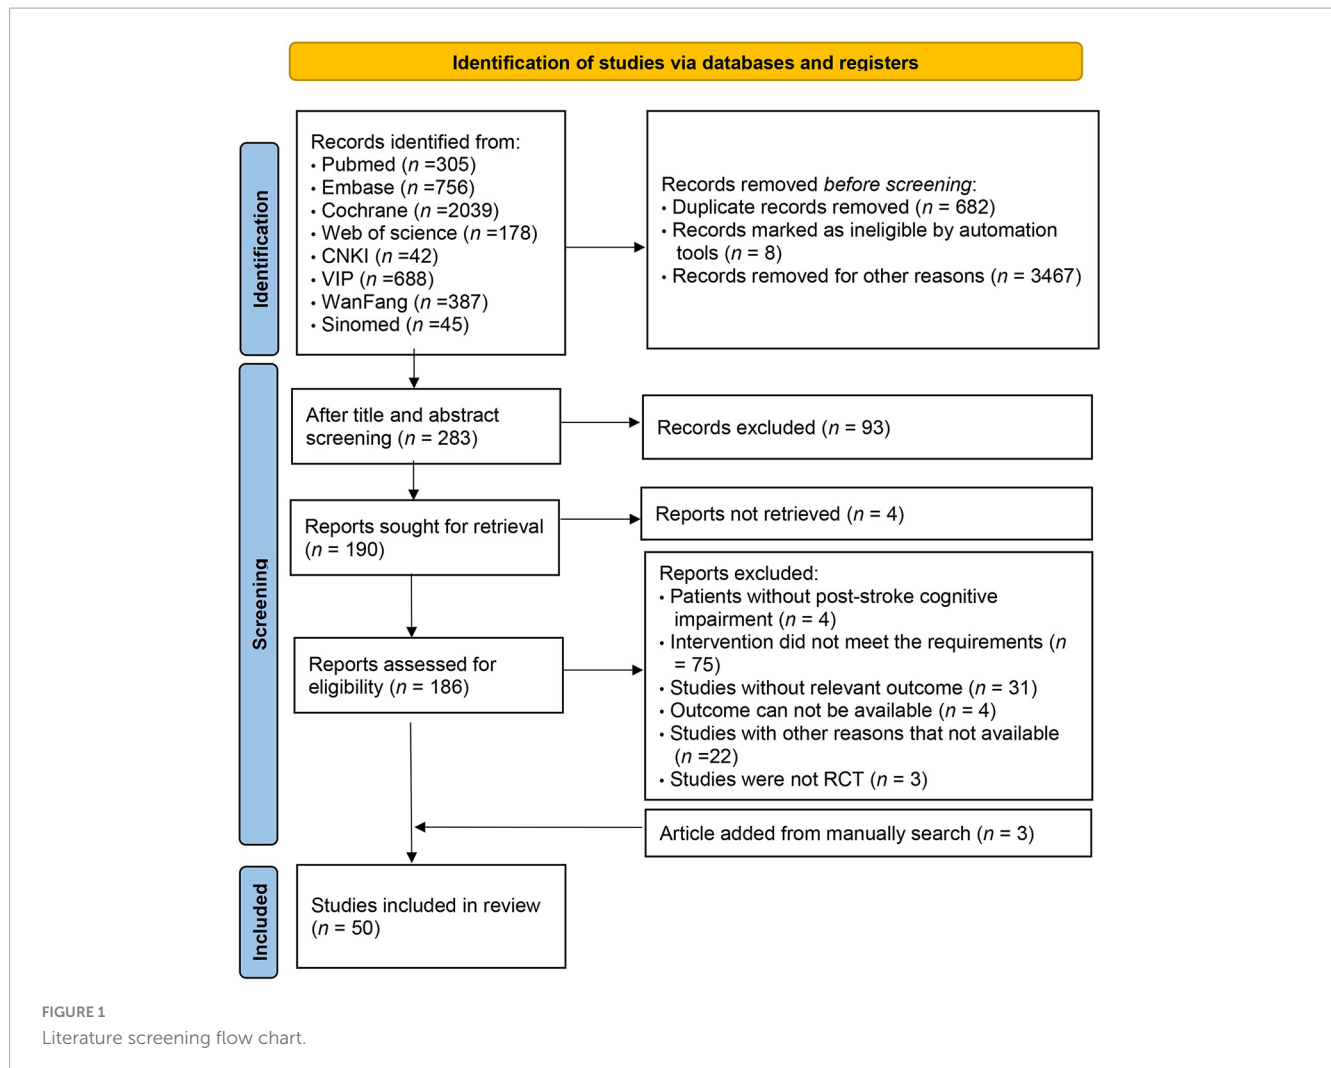 Identification of studies via databases and registers
Identification
Records identified from:
• Pubmed (n =305)
• Embase (n =756)
• Cochrane (n =2039)
• Web of science (n =178)
• CNKI (n =42)
• VIP (n =688)
• WanFang (n =387)
• Sinomed (n =45)
Records removed before screening:
• Duplicate records removed (n = 682)
• Records marked as ineligible by automation
tools (n = 8)
• Records removed for other reasons (n = 3467)
Screening
After title and abstract
screening (n = 283)
Records excluded (n = 93)
Reports sought for retrieval
(n = 190)
Reports not retrieved (n = 4)
Reports assessed for
eligibility (n = 186)
Reports excluded:
• Patients without post-stroke cognitive
impairment (n = 4)
• Intervention did not meet the requirements (n
= 75)
• Studies without relevant outcome (n = 31)
• Outcome can not be available (n = 4)
• Studies with other reasons that not available
(n =22)
• Studies were not RCT (n = 3)
Article added from manually search (n = 3)
Included
Studies included in review
(n = 50)
FIGURE 1
Literature screening flow chart.